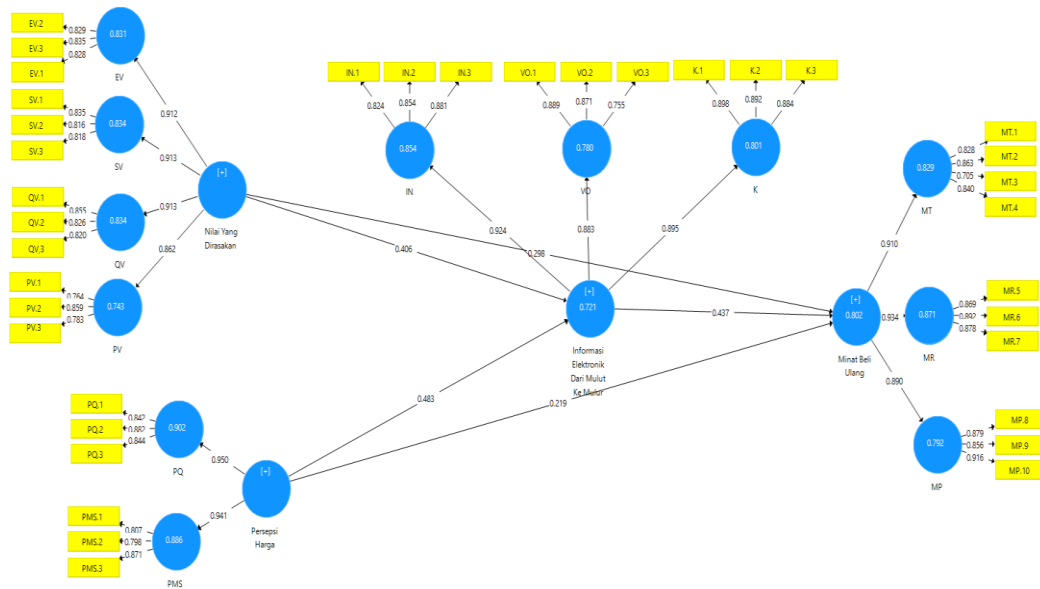 EV.2
EV.3
EV.1
0.829
0.835
0.828
0.831
EV
SV.1
SV.2
SV.3
0.835
0.816
0.818
0.834
SV
QV.1
QV.2
QV,3
0.855
0.826
0.820
0.834
QV
PV.1
PV.2
PV.3
0.764
0.859
0.783
0.743
PV
0.912
0.913
0.913
0.862
[+]
Nilai Yang
Dirasakan
IN.1
IN.2
IN.3
0.824
0.854
0.881
0.854
IN
VO.1
VO.2
VO.3
0.889
0.871
0.755
0.780
VO
K.1
K.2
K.3
0.898
0.892
0.884
0.801
K
0.924
0.883
0.895
0.406
0.298
[+]
0.721
Informasi
Elektronik
Dari Mulut
Ke Mulur
0.437
0.483
0.219
PQ.1
PQ.2
PQ.3
0.842
0.882
0.844
0.902
PQ
PMS.1
PMS.2
PMS.3
0.807
0.798
0.871
0.886
PMS
0.950
0.941
[+]
Persepsi
Harga
[+]
0.802
Minat Beli
Ulang
0.910
0.934
0.890
MT.1
MT.2
MT.3
MT.4
0.828
0.863
0.705
0.840
0.829
MT
MR.5
MR.6
MR.7
0.869
0.892
0.878
0.871
MR
MP.8
MP.9
MP.10
0.879
0.856
0.916
0.792
MP